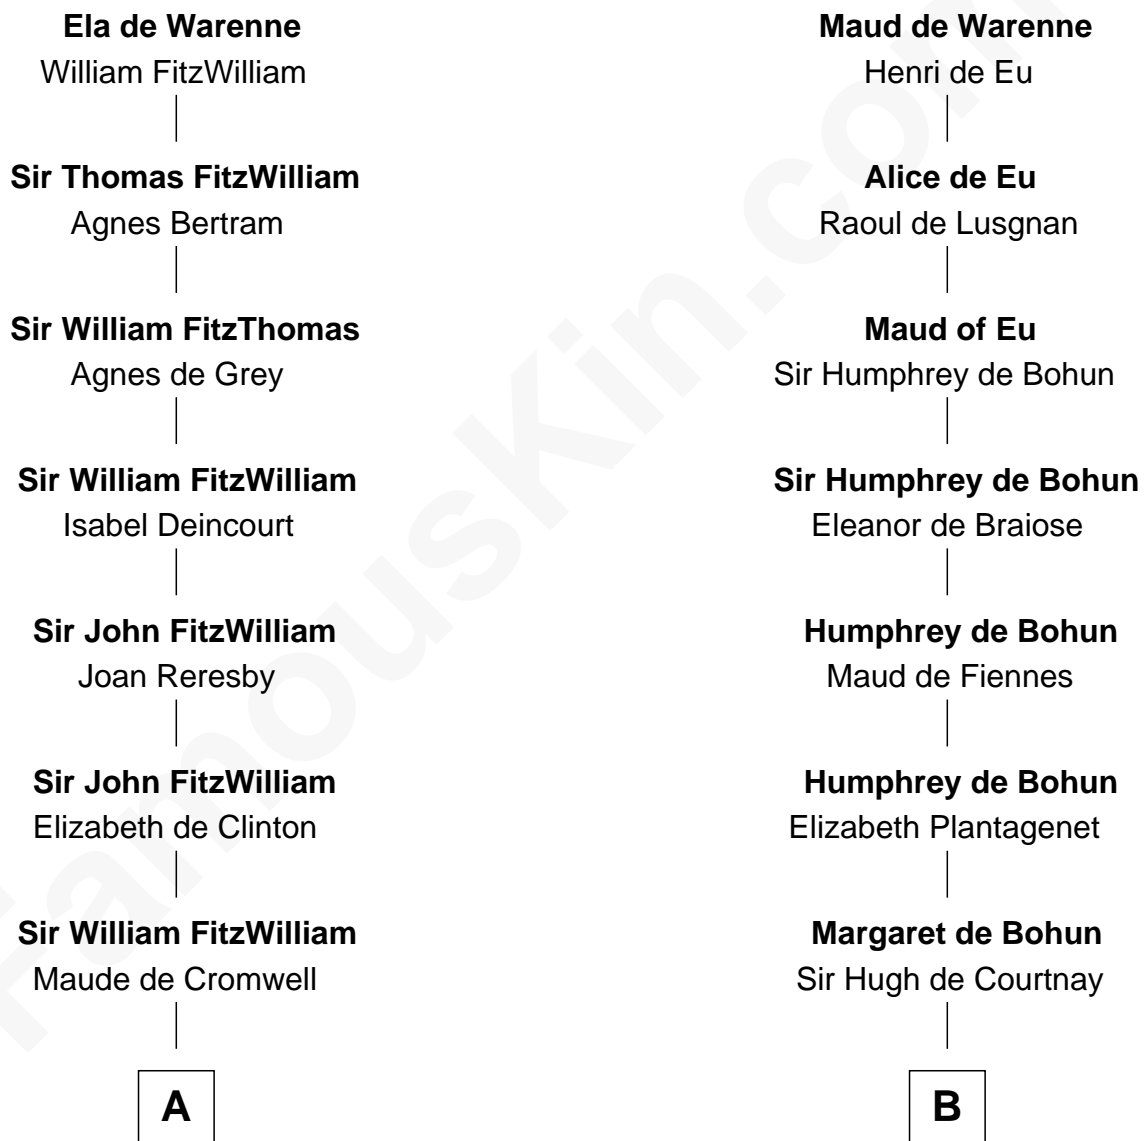 Ela de Warenne
William FitzWilliam
Sir Thomas FitzWilliam
Agnes Bertram
Sir William FitzThomas
Agnes de Grey
Sir William FitzWilliam
Isabel Deincourt
Sir John FitzWilliam
Joan Reresby
Sir John FitzWilliam
Elizabeth de Clinton
Sir William FitzWilliam
Maude de Cromwell
A
Maud de Warenne
Henri de Eu
Alice de Eu
Raoul de Lusgnan
Maud of Eu
Sir Humphrey de Bohun
Sir Humphrey de Bohun
Eleanor de Braiose
Humphrey de Bohun
Maud de Fiennes
Humphrey de Bohun
Elizabeth Plantagenet
Margaret de Bohun
Sir Hugh de Courtnay
B
FamousKin.com